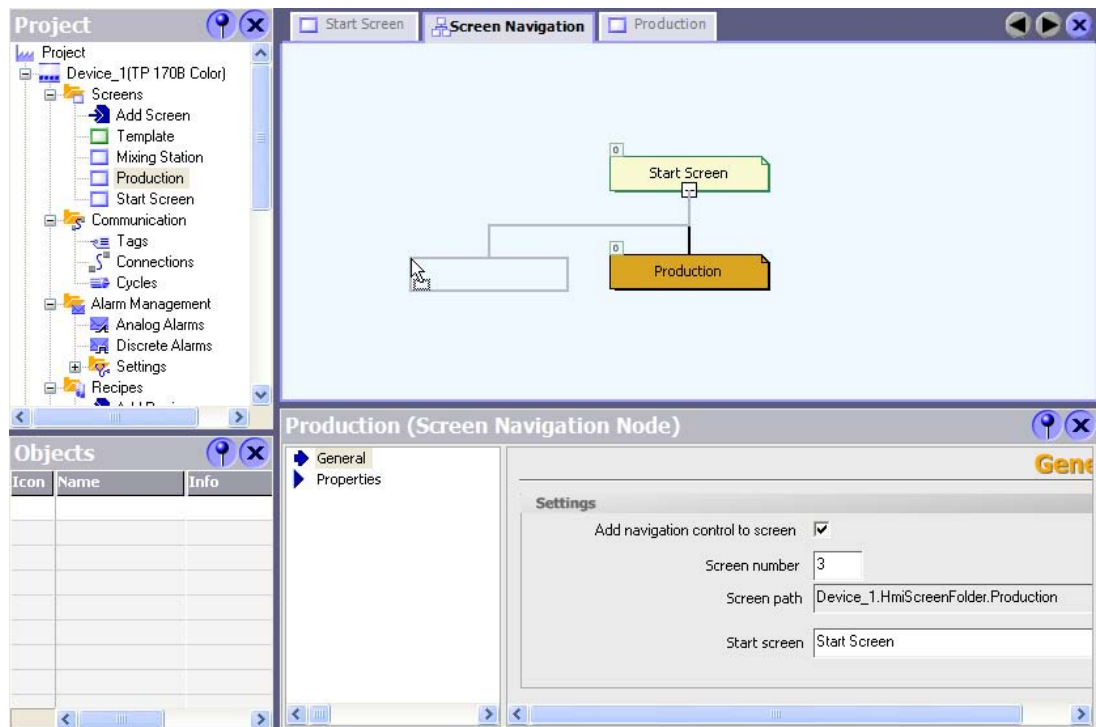 Project
Project
Device_1(TP 170B Color)
Screens
Add Screen
Template
Mixing Station
Production
Start Screen
Communication
Tags
Connections
Cycles
Alarm Management
Analog Alarms
Discrete Alarms
Settings
Recipes
Objects
Icon Name Info
Start Screen Screen Navigation Production
0
Start Screen
0
Production
Production (Screen Navigation Node)
General
Properties
Gene
Settings
Add navigation control to screen
Screen number 3
Screen path Device_1.HmiScreenFolder.Production
Start screen Start Screen